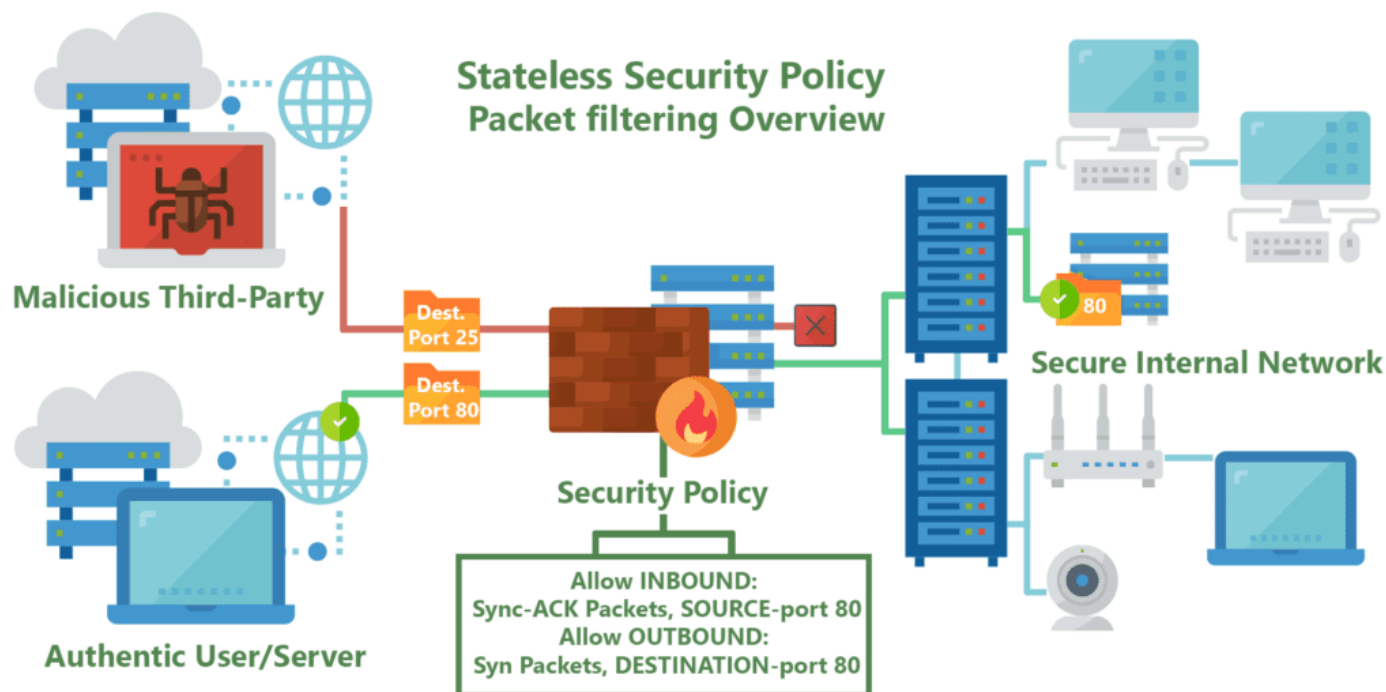 Stateless Security Policy
Packet filtering Overview
Malicious Third-Party
Dest.
Port 25
Dest.
Port 80
80
Secure Internal Network
Security Policy
Allow INBOUND:
Sync-ACK Packets, SOURCE-port 80
Allow OUTBOUND:
Syn Packets, DESTINATION-port 80
Authentic User/Server